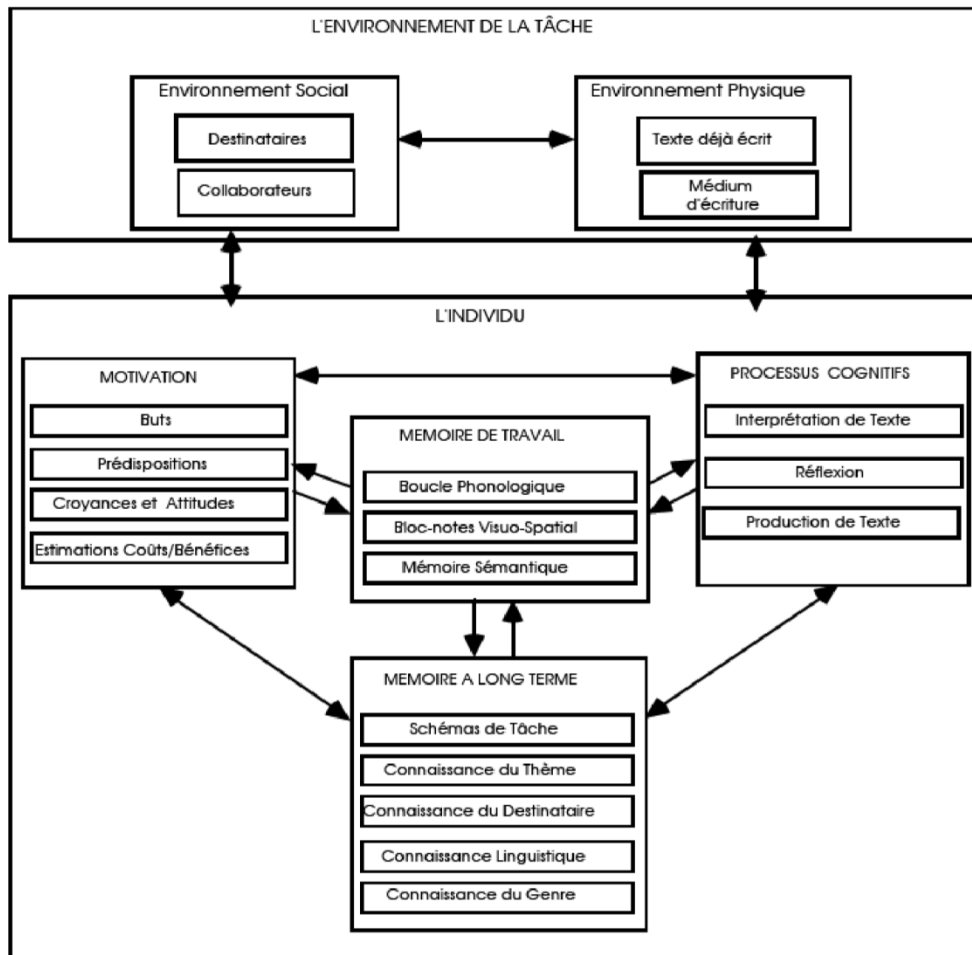 L'ENVIRONNEMENT DE LA TÂCHE
Environnement Social
Destinataires
Collaborateurs
Environnement Physique
Texte déjà écrit
Médium
d'écriture
L'INDIVIDU
MOTIVATION
Buts
Prédispositions
Croyances et Attitudes
Estimations Coûts/Bénéfices
MEMOIRE DE TRAVAIL
Boucle Phonologique
Bloc-notes Visuo-Spatial
Mémoire Sémantique
PROCESSUS COGNITIFS
Interprétation de Texte
Réflexion
Production de Texte
MEMOIRE A LONG TERME
Schémas de Tâche
Connaissance du Thème
Connaissance du Destinataire
Connaissance Linguistique
Connaissance du Genre